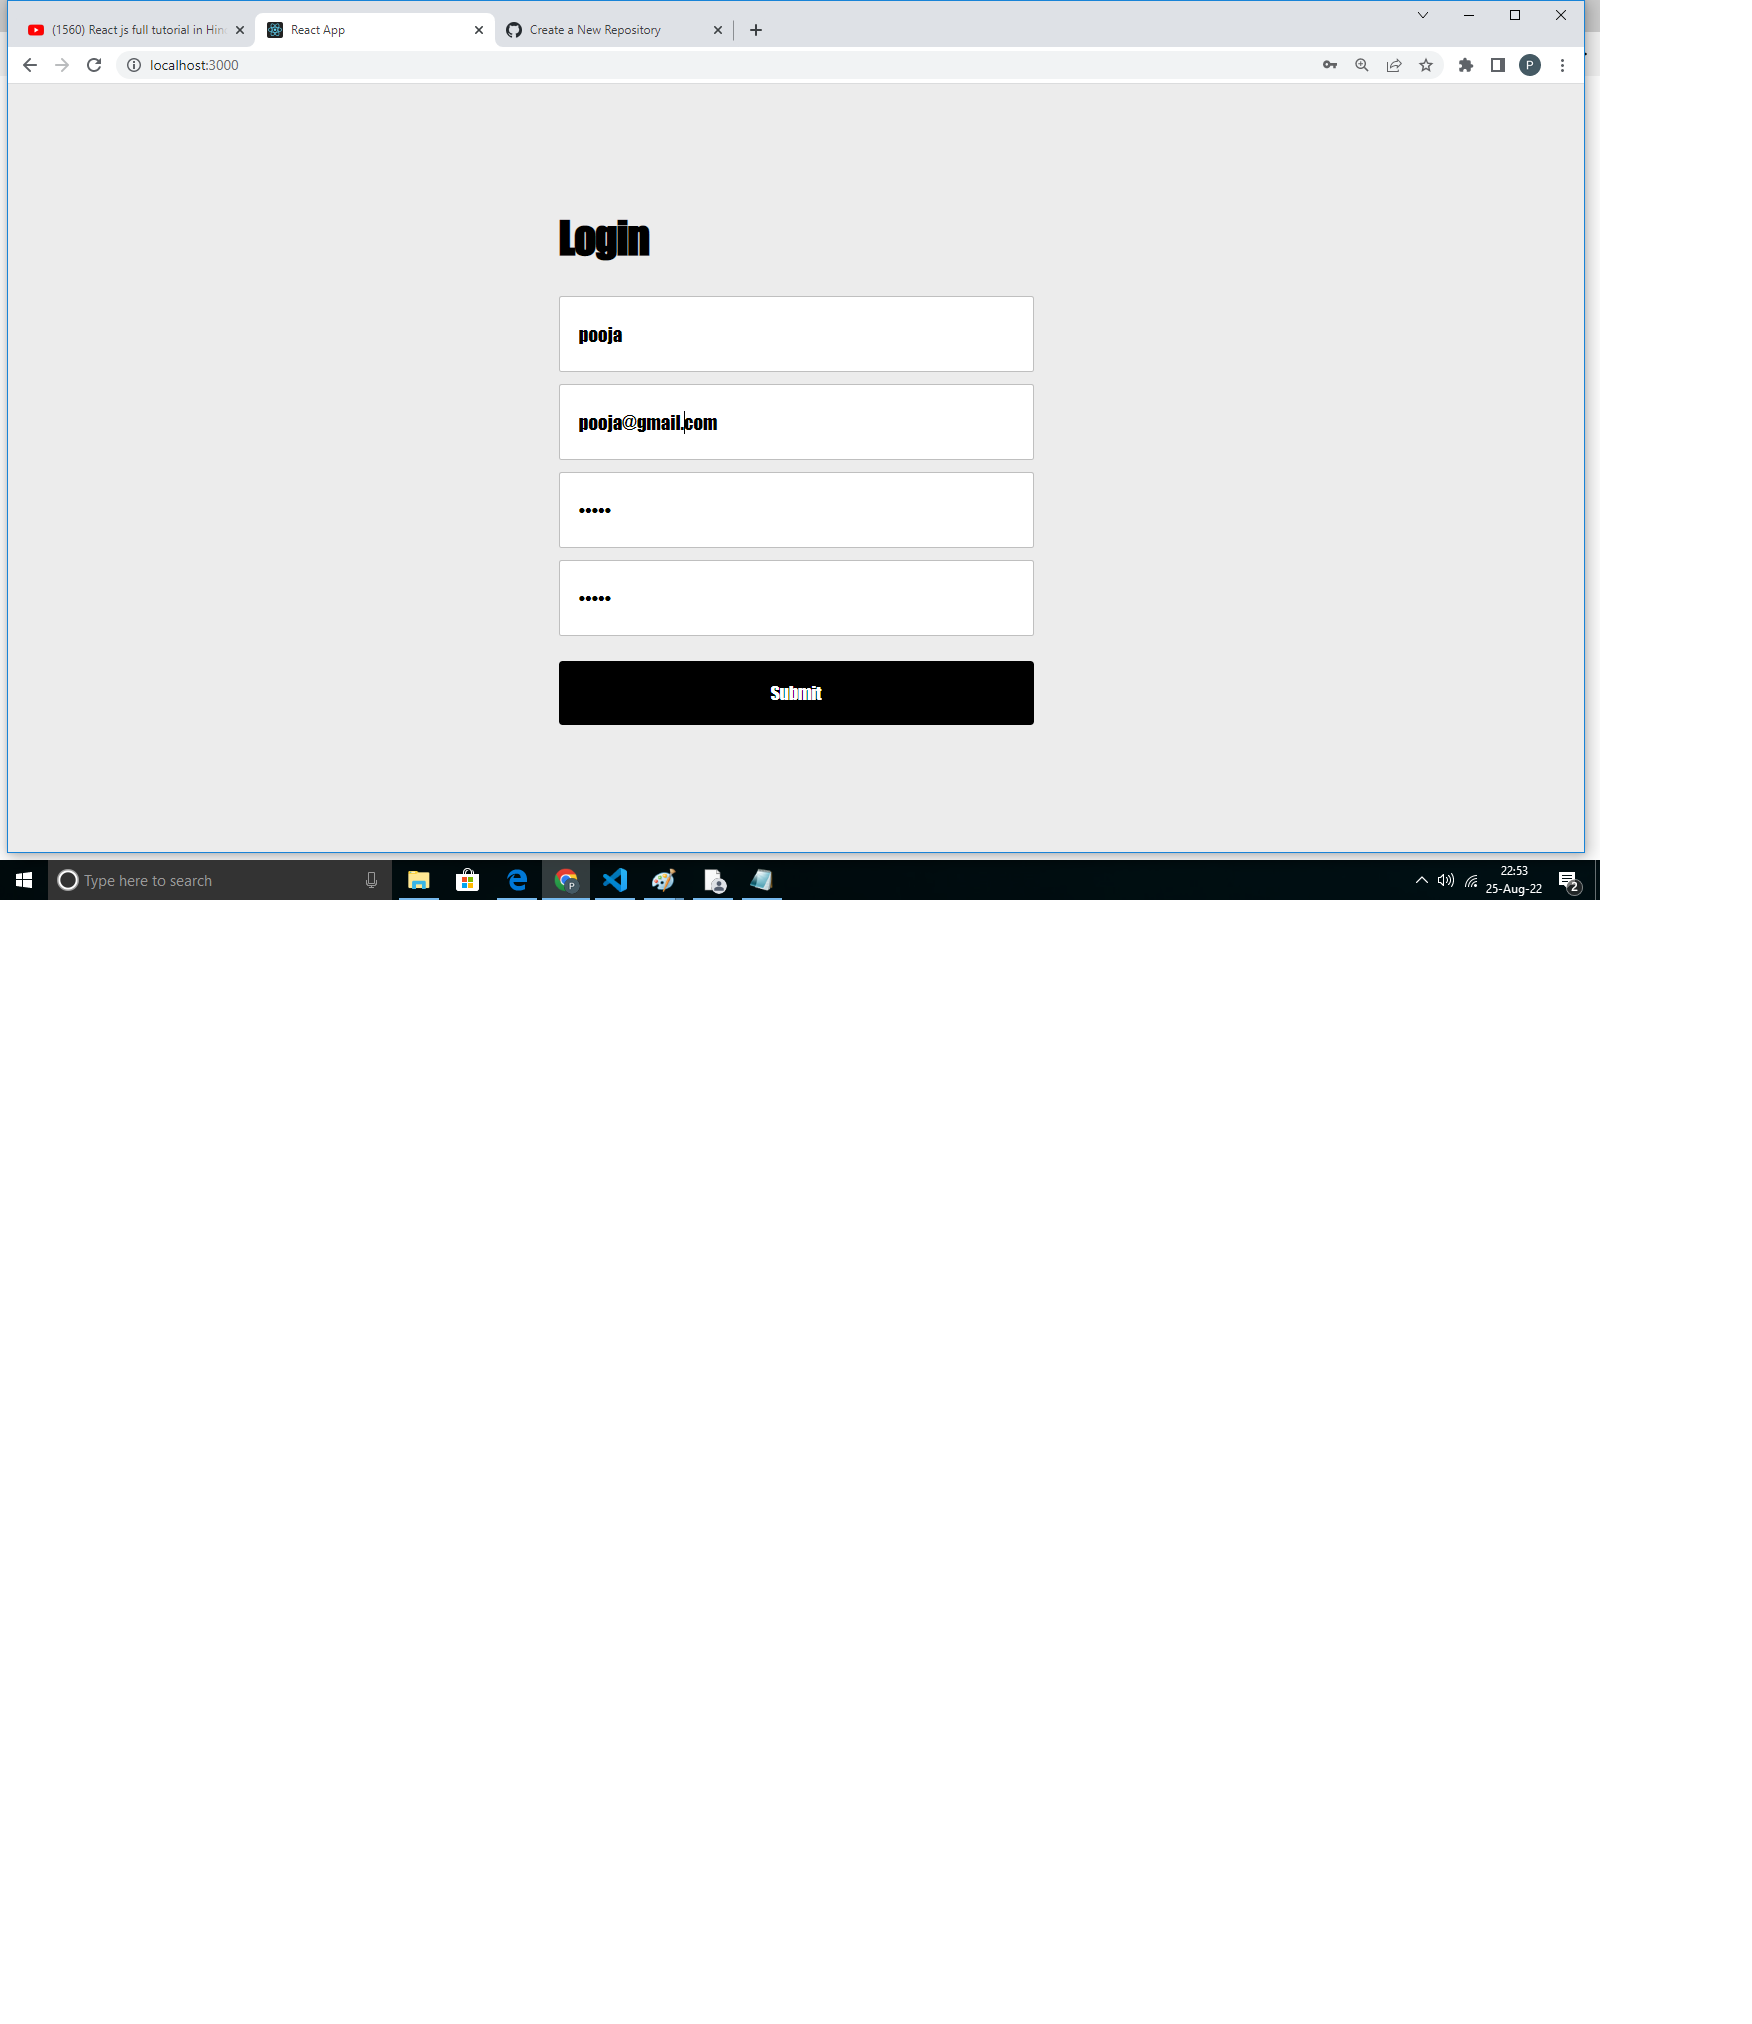 (1560) React js full tutorial in Hin
React App
Create a New Repository
localhost:3000
P
Login
pooja
pooja@gmail.com
•••••
•••••
Submit
Type here to search
P
22:53
25-Aug-22
2